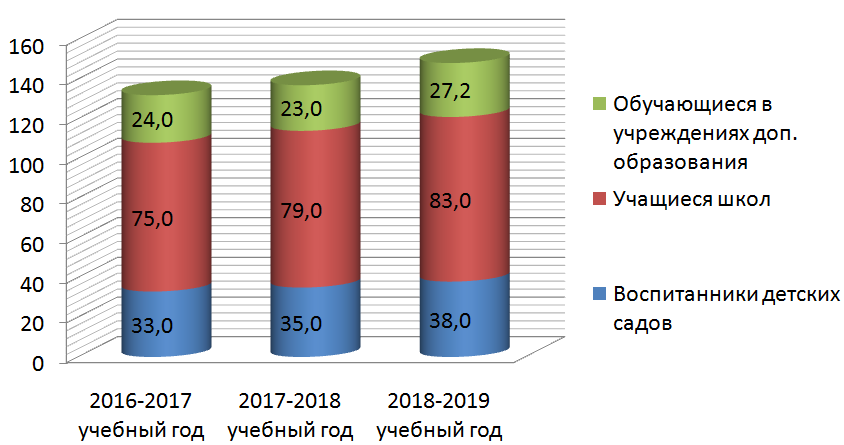 160
140
120
100
80
60
40
20
0
24,0
75,0
33,0
23,0
79,0
35,0
27,2
83,0
38,0
2016-2017
учебный год
2017-2018
учебный год
2018-2019
учебный год
Обучающиеся в
учреждениях доп.
образования
Учащиеся школ
Воспитанники детских
садов